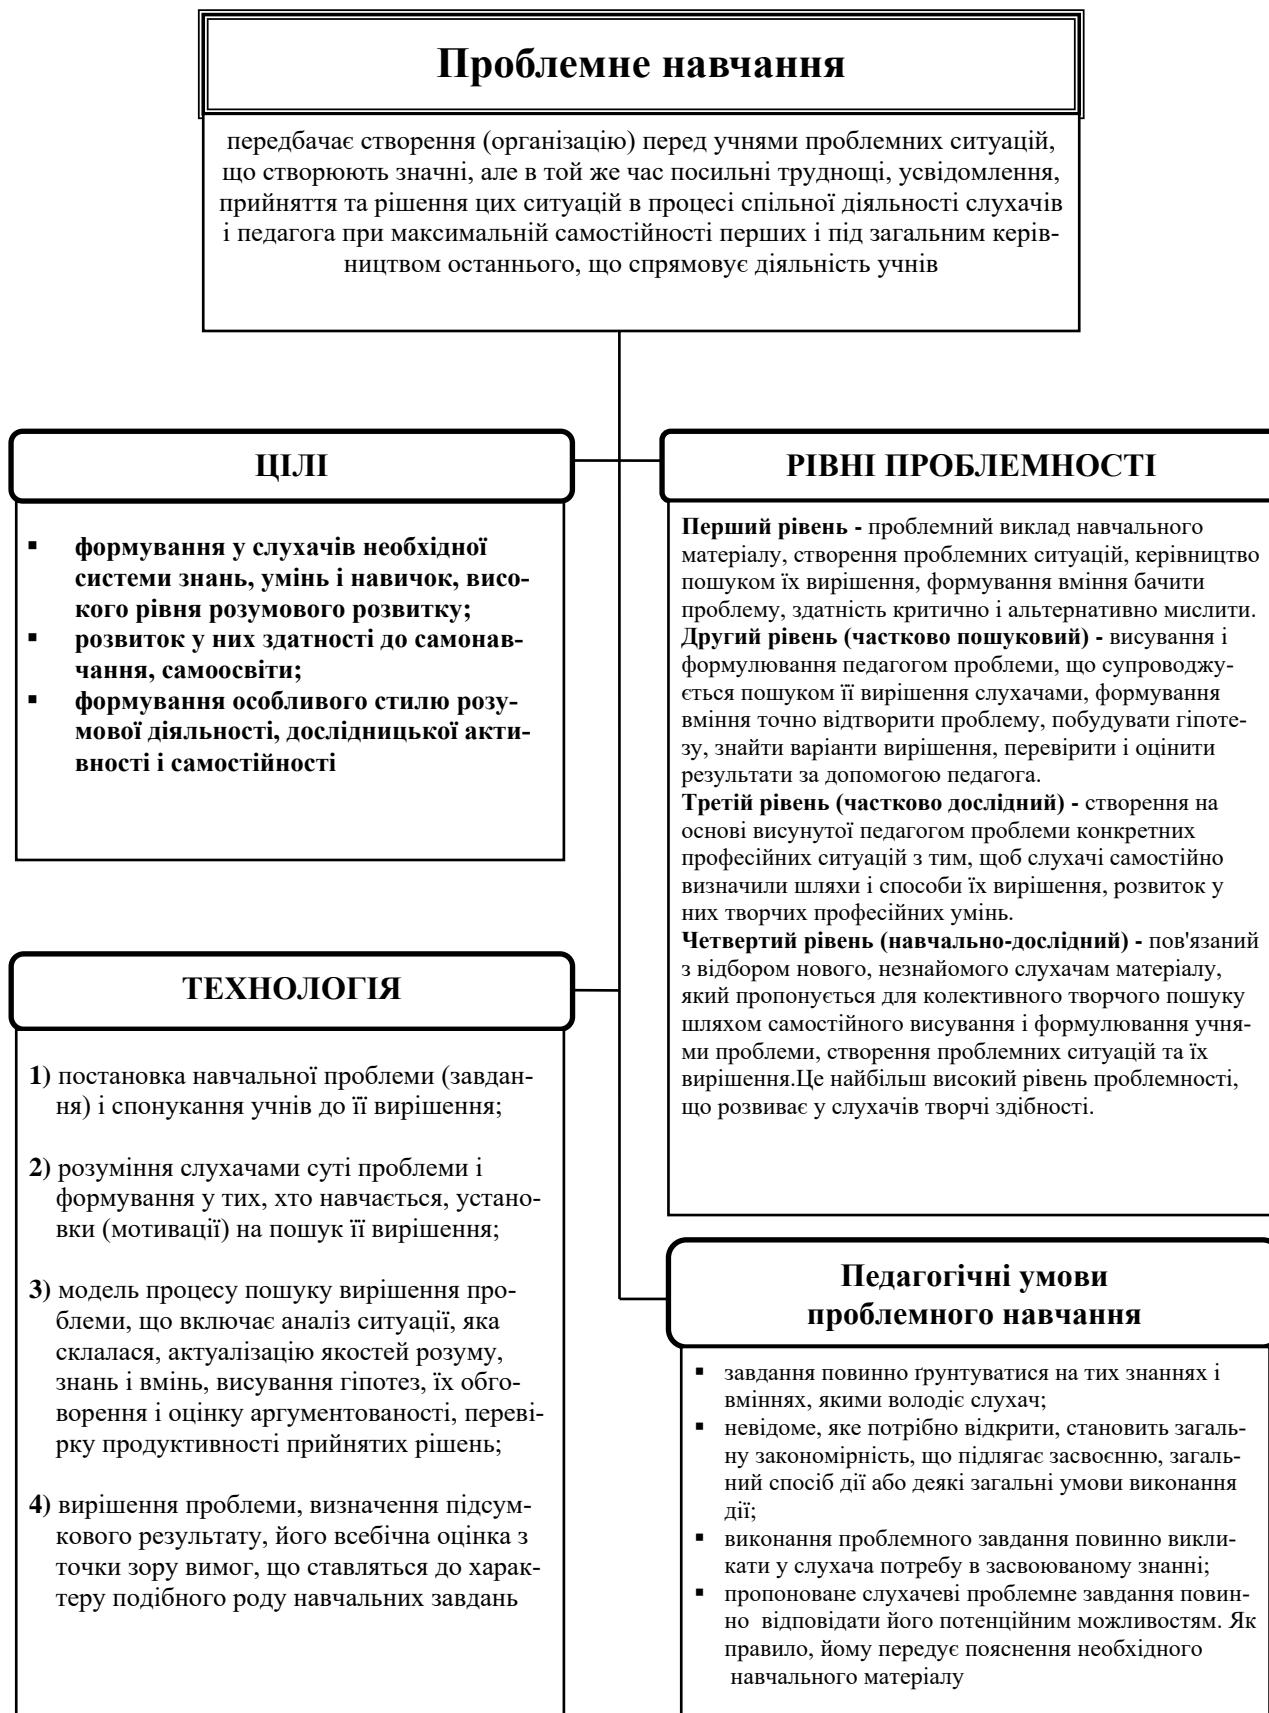 Проблемне навчання
передбачає створення (організацію) перед учнями проблемних ситуацій,
що створюють значні, але в той же час посильні труднощі, усвідомлення,
прийняття та рішення цих ситуацій в процесі спільної діяльності слухачів
і педагога при максимальній самостійності перших і під загальним керів-
ництвом останнього, що спрямовує діяльність учнів
ЦІЛІ
▪ формування у слухачів необхідної
системи знань, умінь і навичок, висо-
кого рівня розумового розвитку;
▪ розвиток у них здатності до самонав-
чання, самоосвіти;
▪ формування особливого стилю розу-
мової діяльності, дослідницької акти-
вності і самостійності
РІВНІ ПРОБЛЕМНОСТІ
Перший рівень - проблемний виклад навчального
матеріалу, створення проблемних ситуацій, керівництво
пошуком їх вирішення, формування вміння бачити
проблему, здатність критично і альтернативно мислити.
Другий рівень (частково пошуковий) - висування і
формулювання педагогом проблеми, що супроводжу-
ється пошуком її вирішення слухачами, формування
вміння точно відтворити проблему, побудувати гіпоте-
зу, знайти варіанти вирішення, перевірити і оцінити
результати за допомогою педагога.
Третій рівень (частково дослідний) - створення на
основі висунутої педагогом проблеми конкретних
професійних ситуацій з тим, щоб слухачі самостійно
визначили шляхи і способи їх вирішення, розвиток у
них творчих професійних умінь.
Четвертий рівень (навчально-дослідний) - пов'язаний
з відбором нового, незнайомого слухачам матеріалу,
який пропонується для колективного творчого пошуку
шляхом самостійного висування і формулювання учня-
ми проблеми, створення проблемних ситуацій та їх
вирішення.Це найбільш високий рівень проблемності,
що розвиває у слухачів творчі здібності.
ТЕХНОЛОГІЯ
1) постановка навчальної проблеми (завдан-
ня) і спонукання учнів до її вирішення;
2) розуміння слухачами суті проблеми і
формування у тих, хто навчається, устано-
вки (мотивації) на пошук її вирішення;
3) модель процесу пошуку вирішення про-
блеми, що включає аналіз ситуації, яка
склалася, актуалізацію якостей розуму,
знань і вмінь, висування гіпотез, їх обго-
ворення і оцінку аргументованості, переві-
рку продуктивності прийнятих рішень;
4) вирішення проблеми, визначення підсум-
кового результату, його всебічна оцінка з
точки зору вимог, що ставляться до харак-
теру подібного роду навчальних завдань
Педагогічні умови
проблемного навчання
▪ завдання повинно ґрунтуватися на тих знаннях і
вміннях, якими володіє слухач;
▪ невідоме, яке потрібно відкрити, становить загаль-
ну закономірність, що підлягає засвоєнню, загаль-
ний спосіб дії або деякі загальні умови виконання
дії;
▪ виконання проблемного завдання повинно викли-
кати у слухача потребу в засвоюваному знанні;
▪ пропоноване слухачеві проблемне завдання повин-
но відповідати його потенційним можливостям. Як
правило, йому передує пояснення необхідного
навчального матеріалу